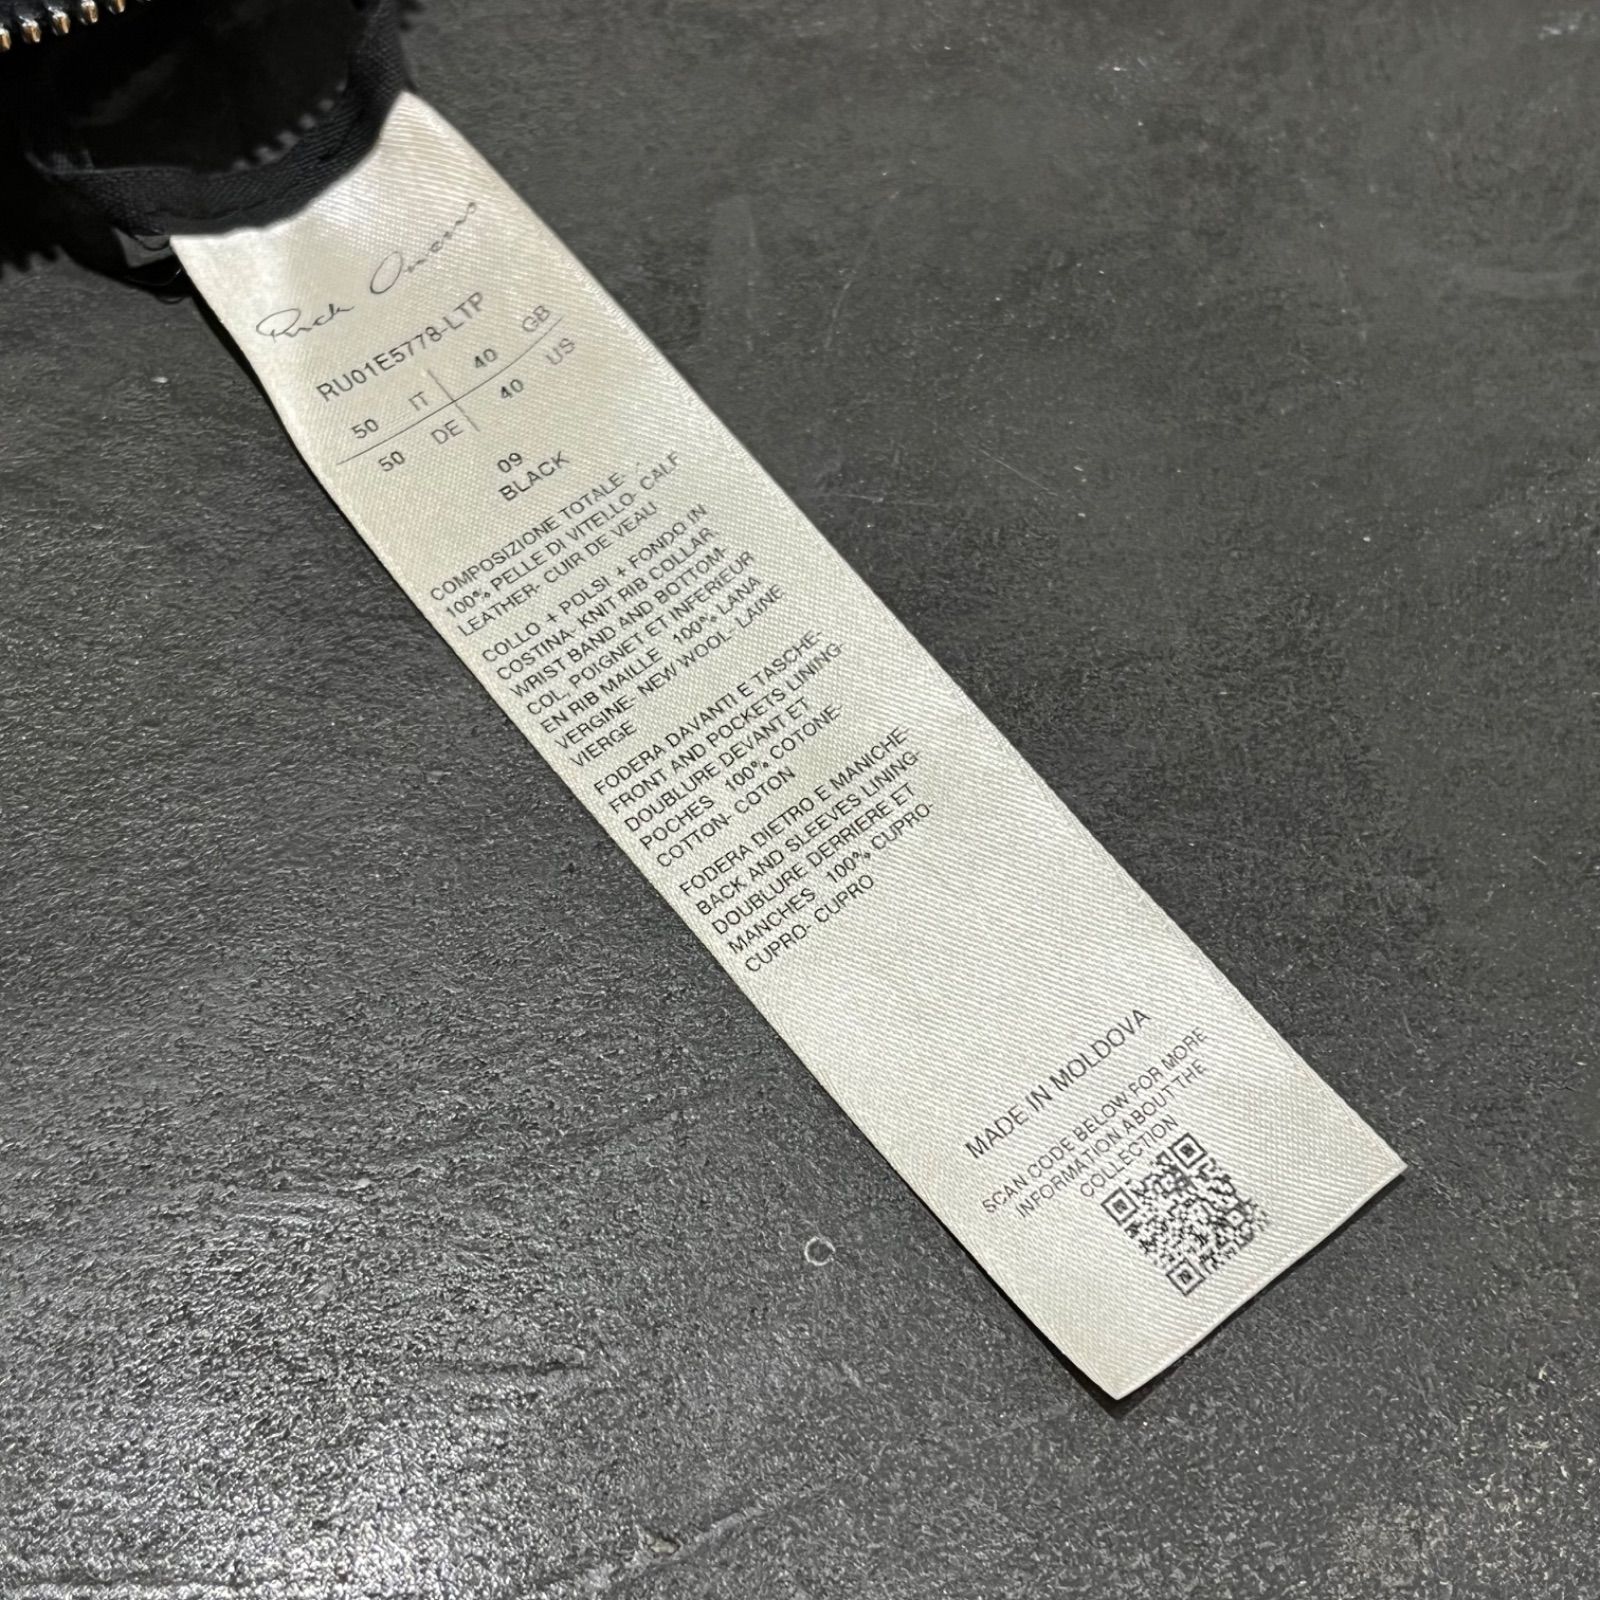 Rick Owens
RU01E5778-LTP
50 IT 40 GB
50 DE 40 US
09
BLACK
COMPOSIZIONE TOTALE-
100% PELLE DI VITELLO- CALF
LEATHER- CUIR DE VEAU
COLLO + POLSI + FONDO IN
COSTINA- KNIT RIB COLLAR
WRIST BAND AND BOTTOM-
COL, POIGNET ET INFERIEUR
EN RIB MAILLE 100% LANA
VERGINE- NEW WOOL- LAINE
VIERGE
FODERA DAVANTI E TASCHE-
FRONT AND POCKETS LINING-
DOUBLURE DEVANT ET
POCHES 100% COTONE
COTTON- COTON
FODERA DIETRO E MANICHE-
BACK AND SLEEVES LINING-
DOUBLURE DERRIERE ET
MANCHES 100% CUPRO-
CUPRO- CUPRO
MADE IN MOLDOVA
SCAN CODE BELOW FOR MORE
INFORMATION ABOUT THE
COLLECTION